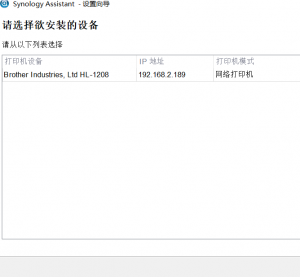 Synology Assistant - 设置向导
请选择欲安装的设备
请从以下列表选择
打印机设备 IP 地址 打印机模式
Brother Industries, Ltd HL-1208 192.168.2.189 网络打印机